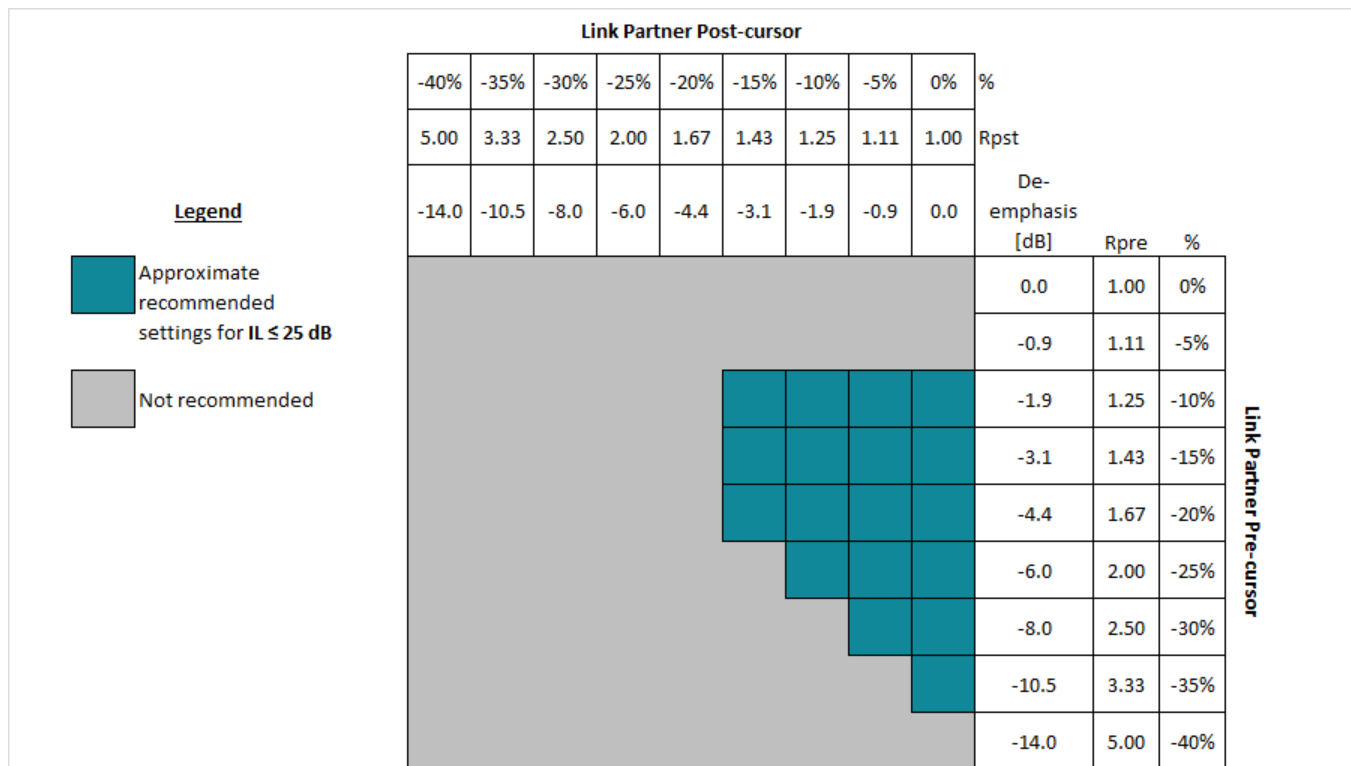 Link Partner Post-cursor
-40% -35% -30% -25% -20% -15% -10% -5% 0% %
5.00 3.33 2.50 2.00 1.67 1.43 1.25 1.11 1.00 Rpst
De-
Legend
-14.0 -10.5 -8.0 -6.0 -4.4 -3.1 -1.9 -0.9 0.0 emphasis
[dB] Rpre %
Approximate
recommended
settings for IL ≤ 25 dB
Not recommended
0.0 1.00 0%
-0.9 1.11 -5%
-1.9 1.25 -10%
-3.1 1.43 -15%
-4.4 1.67 -20%
-6.0 2.00 -25%
-8.0 2.50 -30%
-10.5 3.33 -35%
-14.0 5.00 -40%
Link Partner Pre-cursor